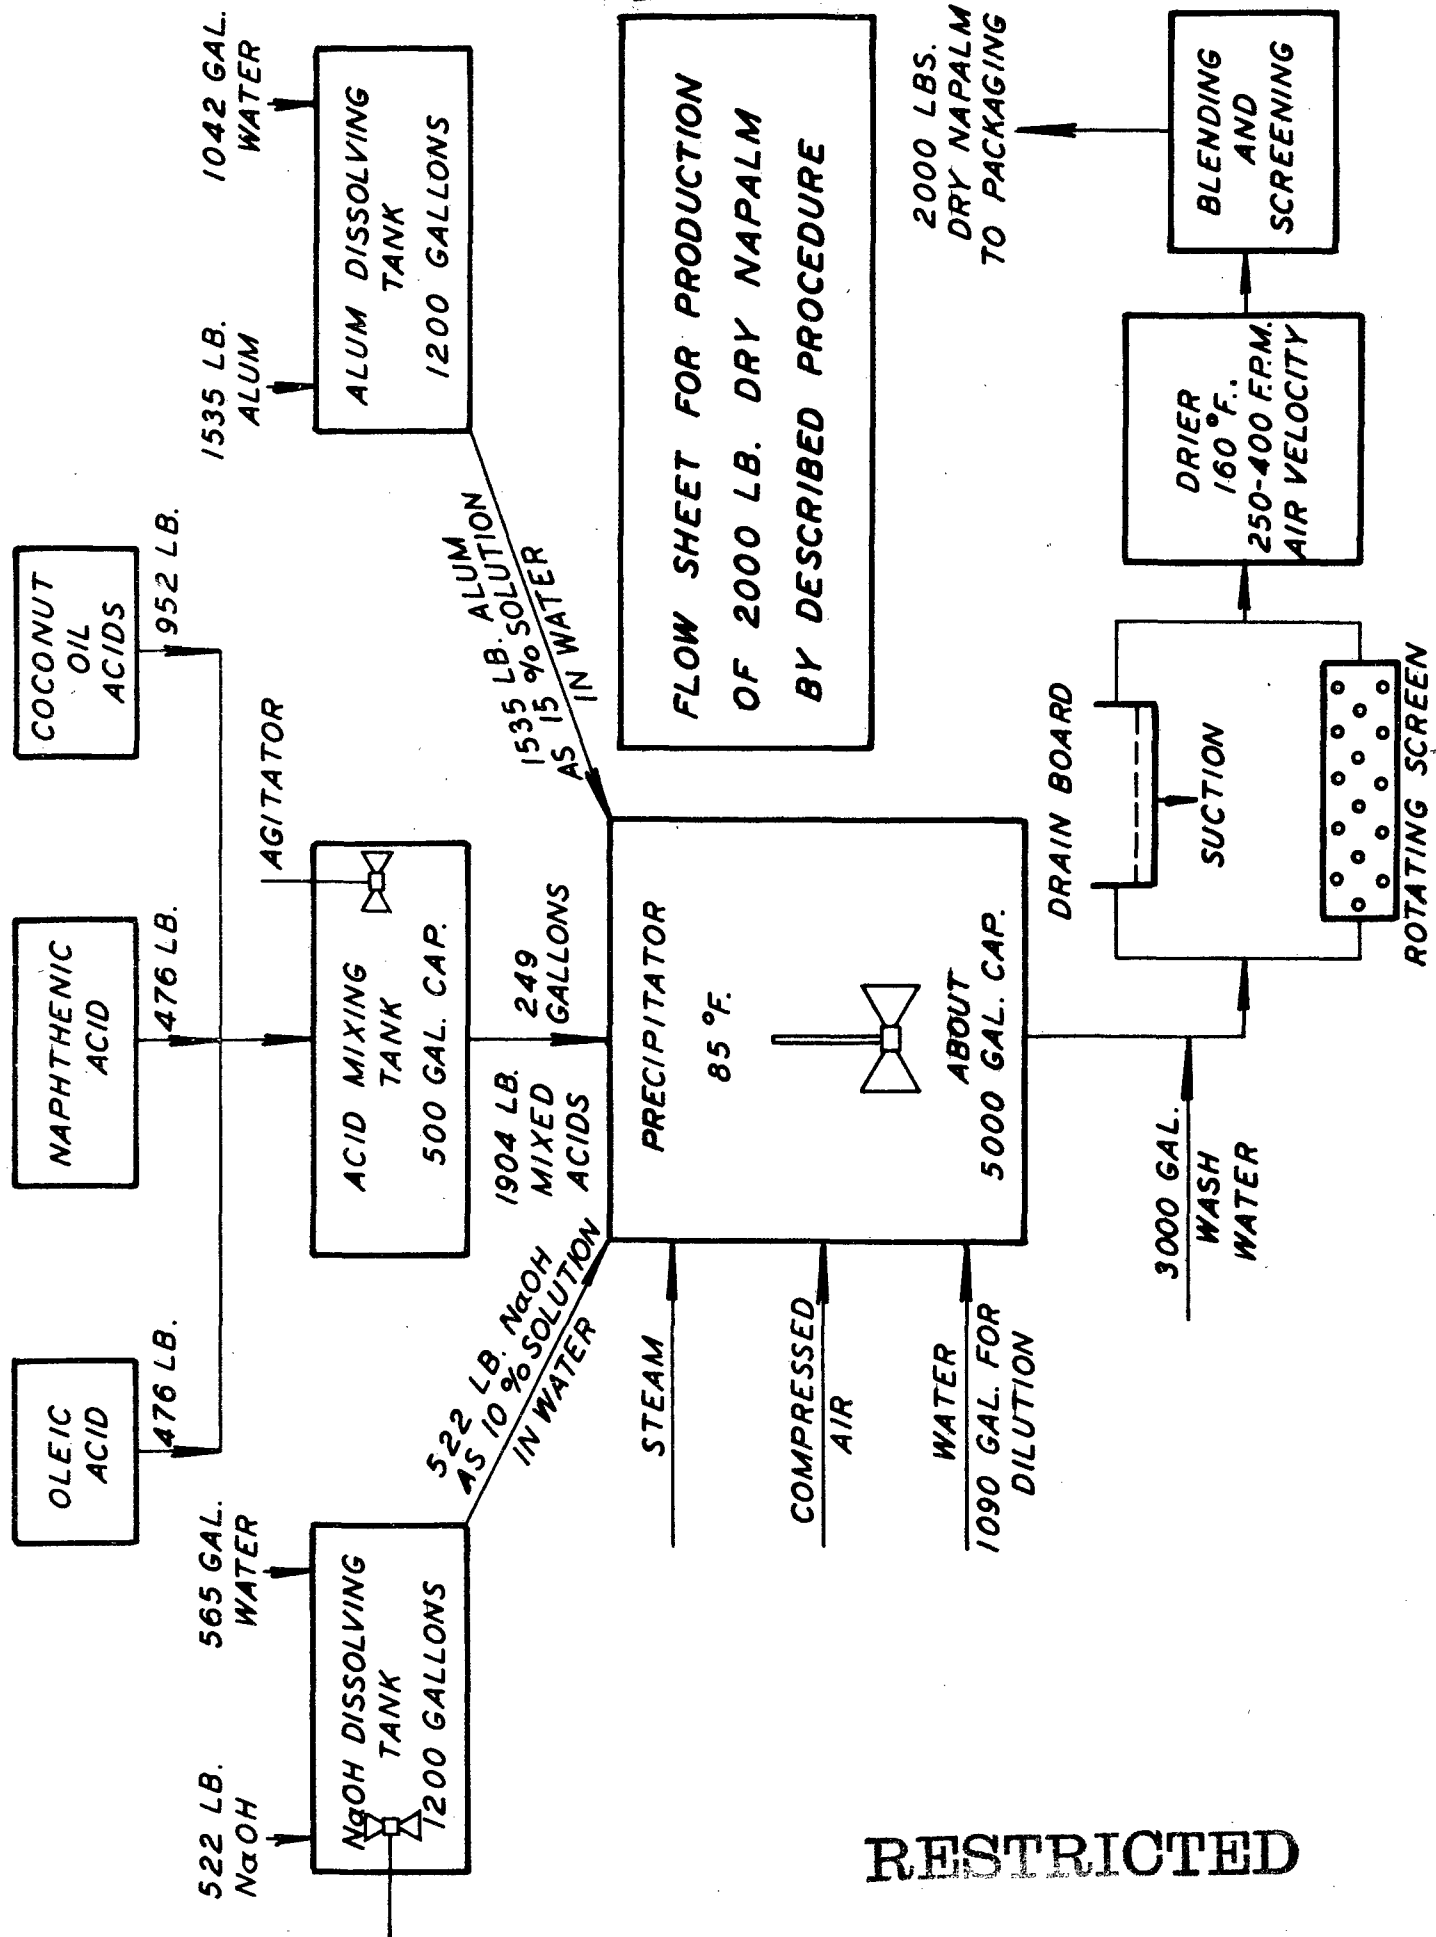 OLEIC
ACID
476 LB.
NAPHTHENIC
ACID
476 LB.
COCONUT
OIL
ACIDS
952 LB.
522 LB.
NaOH
565 GAL.
WATER
AGITATOR
1535 LB.
ALUM
1042 GAL.
WATER
NaOH DISSOLVING
TANK
1200 GALLONS
ACID MIXING
TANK
500 GAL. CAP.
ALUM DISSOLVING
TANK
1200 GALLONS
522 LB. NaOH
AS 10 % SOLUTION
IN WATER
1904 LB.
MIXED
ACIDS
249
GALLONS
1535 LB. ALUM
AS 15 % SOLUTION
IN WATER
STEAM
COMPRESSED
AIR
WATER
1090 GAL. FOR
DILUTION
PRECIPITATOR
85 °F.
ABOUT
5000 GAL. CAP.
FLOW SHEET FOR PRODUCTION
OF 2000 LB. DRY NAPALM
BY DESCRIBED PROCEDURE
3000 GAL.
WASH
WATER
DRAIN BOARD
SUCTION
ROTATING SCREEN
DRIER
160 °F..
250-400 F.P.M.
AIR VELOCITY
BLENDING
AND
SCREENING
2000 LBS.
DRY NAPALM
TO PACKAGING
RESTRICTED